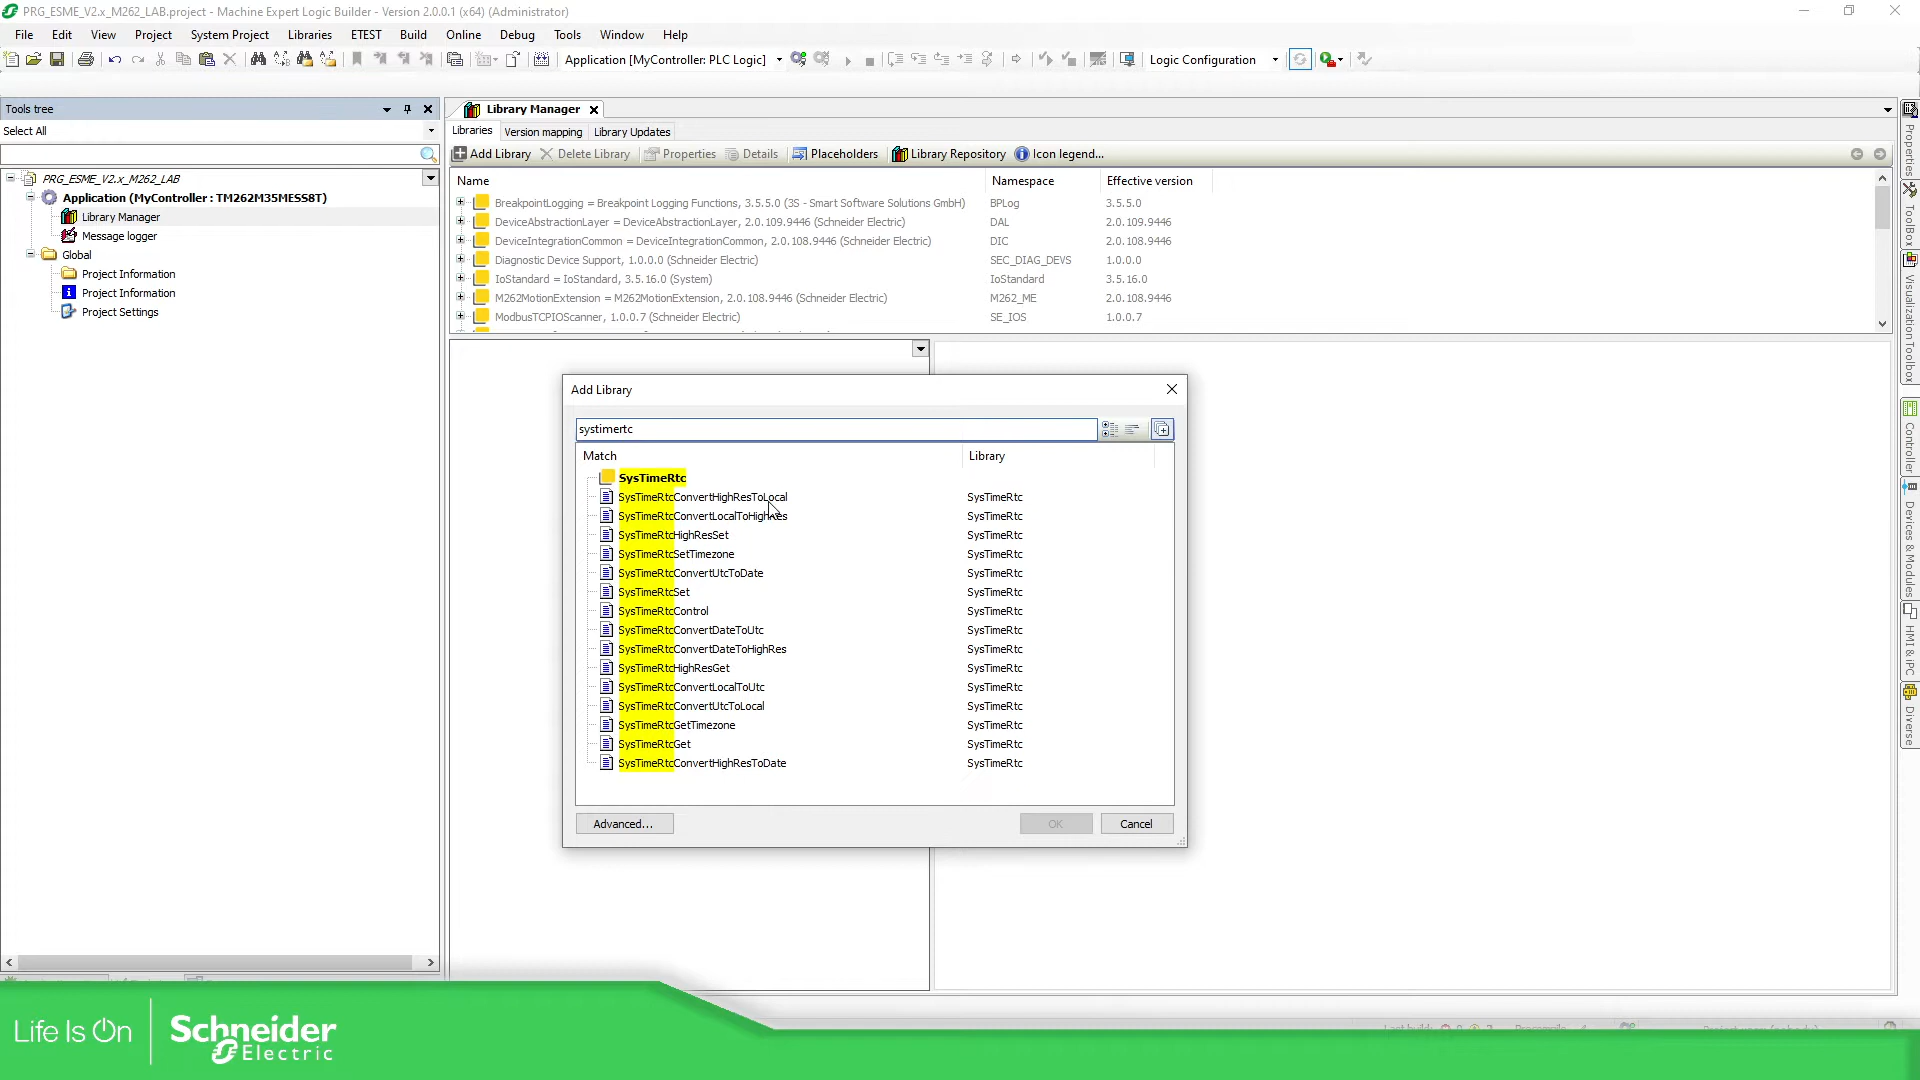 PRG_ESME_V2.x_M262_LAB.project - Machine Expert Logic Builder - Version 2.0.0.1 (x64) (Administrator)
File Edit View Project System Project Libraries ETEST Build Online Debug Tools Window Help
Application [MyController: PLC Logic] Logic Configuration
Tools tree
Select All
PRG_ESME_V2.x_M262_LAB
Application (MyController : TM262M35MESS8T)
Library Manager
Message logger
Global
Project Information
Project Information
Project Settings
Library Manager
Libraries Version mapping Library Updates
Add Library Delete Library Properties Details Placeholders Library Repository Icon legend...
Name Namespace Effective version
BreakpointLogging = Breakpoint Logging Functions, 3.5.5.0 (3S - Smart Software Solutions GmbH) BPLog 3.5.5.0
DeviceAbstractionLayer = DeviceAbstractionLayer, 2.0.109.9446 (Schneider Electric) DAL 2.0.109.9446
DeviceIntegrationCommon = DeviceIntegrationCommon, 2.0.108.9446 (Schneider Electric) DIC 2.0.108.9446
Diagnostic Device Support, 1.0.0.0 (Schneider Electric) SEC_DIAG_DEVS 1.0.0.0
IoStandard = IoStandard, 3.5.16.0 (System) IoStandard 3.5.16.0
M262MotionExtension = M262MotionExtension, 2.0.108.9446 (Schneider Electric) M262_ME 2.0.108.9446
ModbusTCPIOScanner, 1.0.0.7 (Schneider Electric) SE_IOS 1.0.0.7
Add Library
systimertc
Match Library
SysTimeRtc
SysTimeRtcConvertHighResToLocal SysTimeRtc
SysTimeRtcConvertLocalToHighRes SysTimeRtc
SysTimeRtcHighResSet SysTimeRtc
SysTimeRtcSetTimezone SysTimeRtc
SysTimeRtcConvertUtcToDate SysTimeRtc
SysTimeRtcSet SysTimeRtc
SysTimeRtcControl SysTimeRtc
SysTimeRtcConvertDateToUtc SysTimeRtc
SysTimeRtcConvertDateToHighRes SysTimeRtc
SysTimeRtcHighResGet SysTimeRtc
SysTimeRtcConvertLocalToUtc SysTimeRtc
SysTimeRtcConvertUtcToLocal SysTimeRtc
SysTimeRtcGetTimezone SysTimeRtc
SysTimeRtcGet SysTimeRtc
SysTimeRtcConvertHighResToDate SysTimeRtc
Advanced... OK Cancel
Properties
ToolBox
Visualization Toolbox
Controller
Devices & Modules
HMI & iPC
Diverse
Life Is On
Schneider
Electric